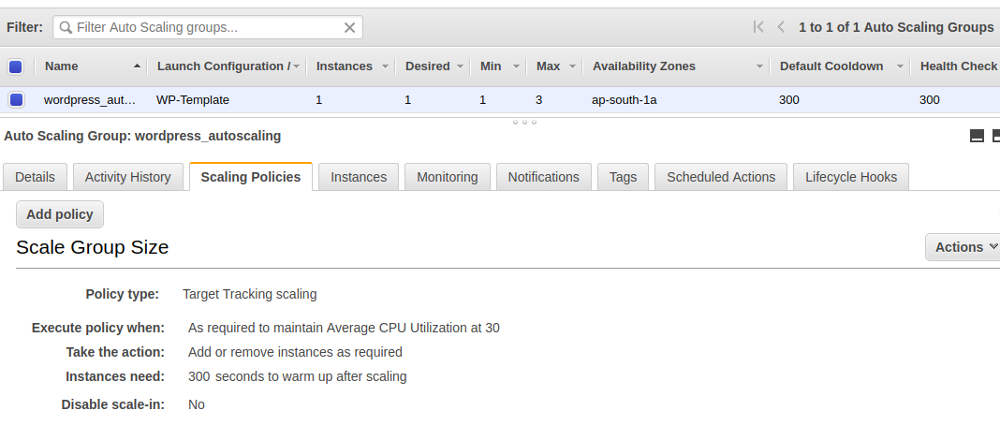 Filter: Filter Auto Scaling groups... 1 to 1 of 1 Auto Scaling Groups
Name Launch Configuration / Instances Desired Min Max Availability Zones Default Cooldown Health Check
wordpress_aut... WP-Template 1 1 1 3 ap-south-1a 300 300
Auto Scaling Group: wordpress_autoscaling
Details Activity History Scaling Policies Instances Monitoring Notifications Tags Scheduled Actions Lifecycle Hooks
Add policy
Scale Group Size Actions
Policy type: Target Tracking scaling
Execute policy when: As required to maintain Average CPU Utilization at 30
Take the action: Add or remove instances as required
Instances need: 300 seconds to warm up after scaling
Disable scale-in: No